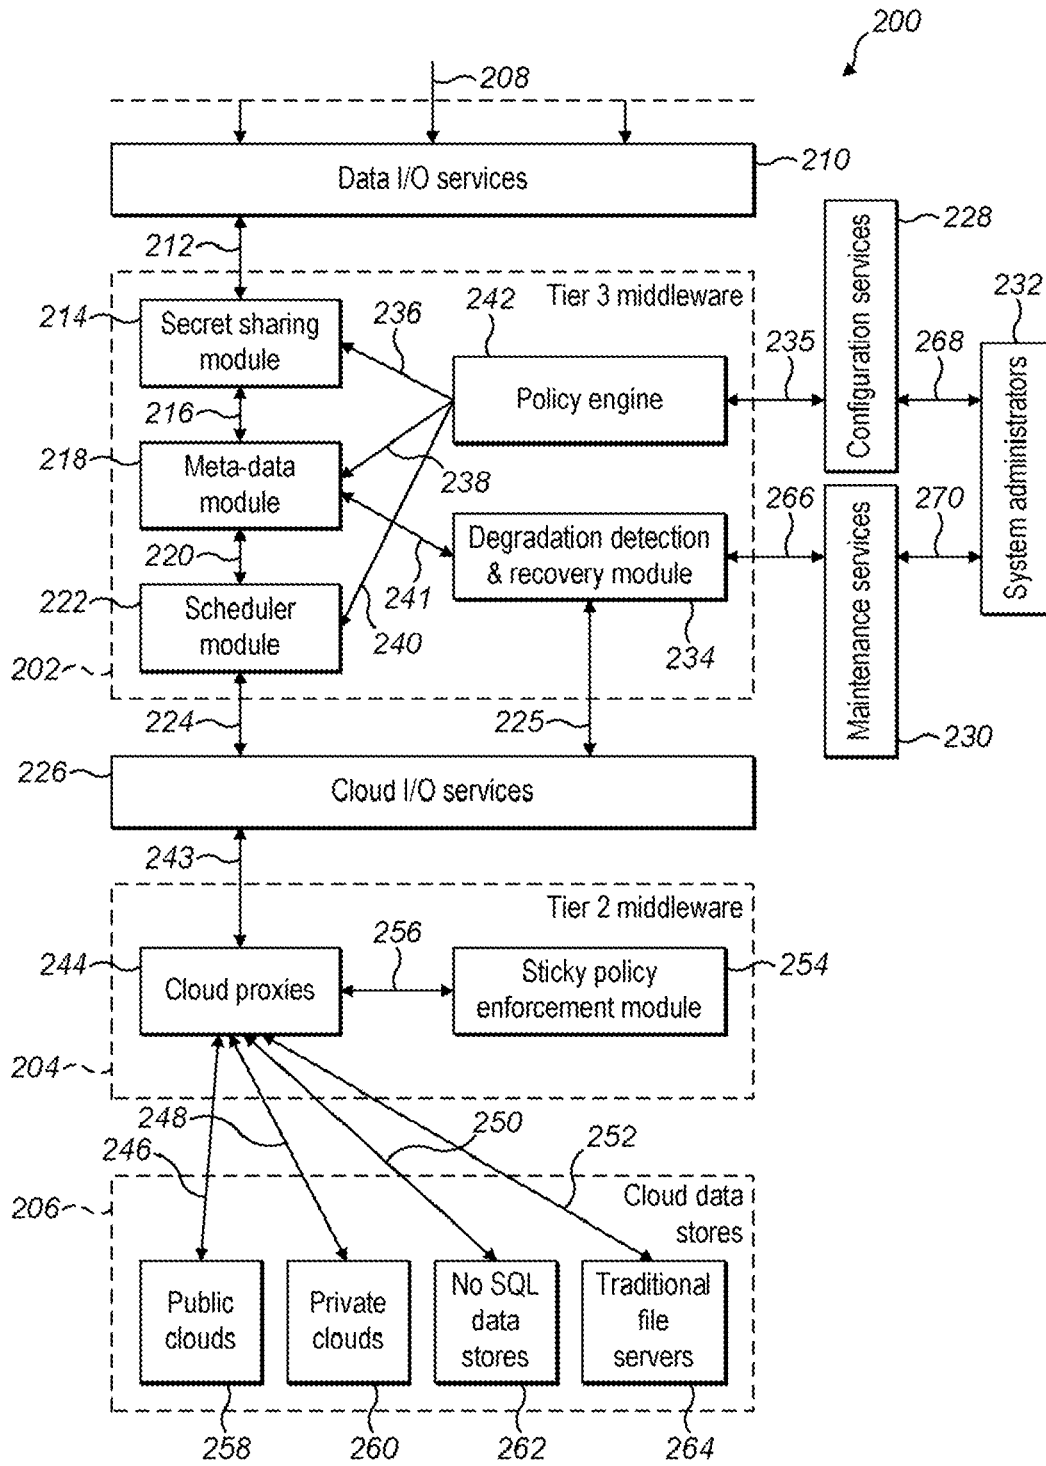 200
208
Data I/O services
210
212
228
Tier 3 middleware
214
Secret sharing
module
236
242
Configuration services
232
235
268
Policy engine
216
System administrators
218
Meta-data
module
238
266
270
220
Degradation detection
& recovery module
241
222
Scheduler
module
240
234
Maintenance services
202
224
225
230
226
Cloud I/O services
243
Tier 2 middleware
256
244
Cloud proxies
Sticky policy
enforcement module
254
204
248
250
252
246
206
Cloud data
stores
Public
clouds
Private
clouds
No SQL
data
stores
Traditional
file
servers
258
260
262
264